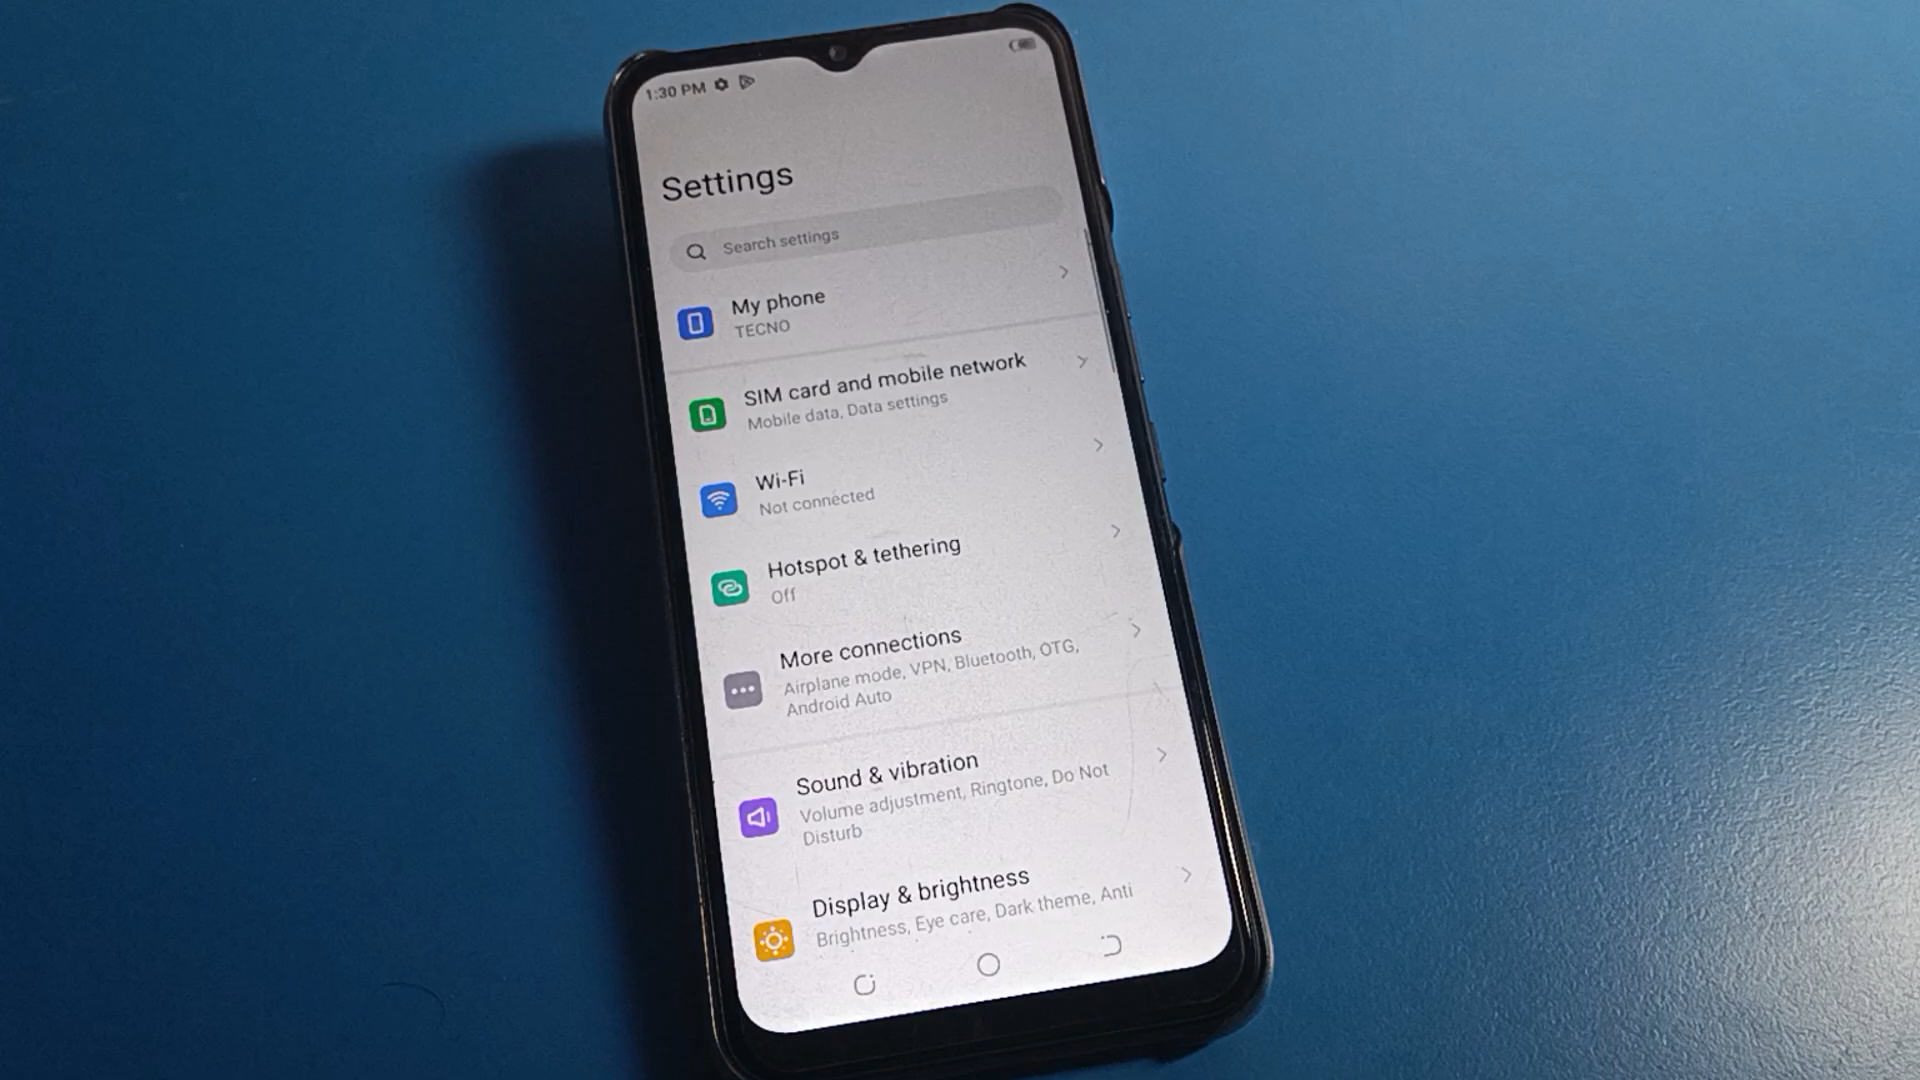 1:30 PM
Settings
Search settings
My phone
TECNO
SIM card and mobile network
Mobile data, Data settings
Wi-Fi
Not connected
Hotspot & tethering
Off
More connections
Airplane mode, VPN, Bluetooth, OTG,
Android Auto
Sound & vibration
Volume adjustment, Ringtone, Do Not
Disturb
Display & brightness
Brightness, Eye care, Dark theme, Anti